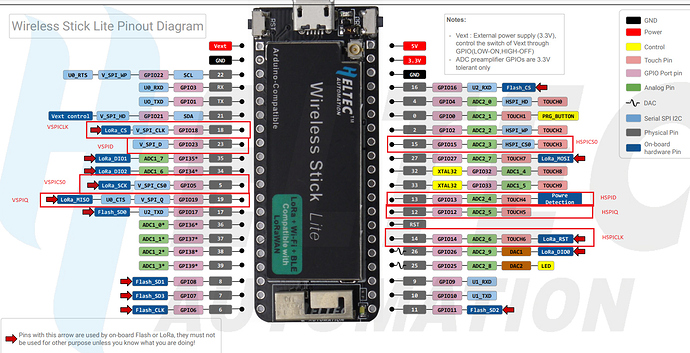 Wireless Stick Lite Pinout Diagram
Notes:
- Vext : External power supply (3.3V), control the switch of Vext through GPIO(LOW-ON,HIGH-OFF)
- ADC preamplifier GPIOs are 3.3V tolerant only
GND
Power
Control
Touch Pin
GPIO Port pin
Analog Pin
DAC
Serial SPI I2C
Physical Pin
On-board hardware Pin
RST
Vext
GND
U0_RTS V_SPI_WP GPIO22 SCL 22
U0_RXD GPIO3 RX 3
U0_TXD GPIO1 TX 1
Vext control V_SPI_HD GPIO21 SDA 21
VSPICLK
LoRa_CS V_SPI_CLK GPIO18 18
VSPID
V_SPI_D GPIO23 23
LoRa_DIO1 ADC1_7 GPIO35* 35
LoRa_DIO2 ADC1_6 GPIO34* 34
VSPICS0
LoRa_SCK V_SPI_CS0 GPIO5 5
VSPIQ
LoRa_MISO U0_CTS V_SPI_Q GPIO19 19
Flash_SD0 U2_TXD GPIO17 17
ADC1_0* GPIO36* 36
ADC1_1* GPIO37* 37
ADC1_2* GPIO38* 38
ADC1_3* GPIO39* 39
Flash_SD1 GPIO8 8
Flash_SD3 GPIO7 7
Flash_CLK GPIO6 6
HELTEC
AUTOMATION
TM
Arduino-Compatible
Wireless Stick Lite
LoRa + Wi-Fi + BLE
Compatible with
LoRaWAN
5V
3.3V
GND
16 GPIO16 U2_RXD Flash_CS
4 GPIO4 ADC2_0 HSPI_HD TOUCH0
0 GPIO0 ADC2_1 TOUCH1 PRG_BUTTON
2 GPIO2 ADC2_2 HSPI_WP TOUCH2
15 GPIO15 ADC2_3 HSPI_CS0 TOUCH3
HSPICS0
27 GPIO27 ADC2_7 TOUCH7 LoRa_MOSI
32 XTAL32 GPIO32 ADC1_4 TOUCH9
33 XTAL32 GPIO33 ADC1_5 TOUCH8
13 GPIO13 ADC2_4 TOUCH4 Powre Detection
HSPID
12 GPIO12 ADC2_5 TOUCH5
HSPIQ
RST
HSPICLK
14 GPIO14 ADC2_6 TOUCH6 LoRa_RST
26 GPIO26 ADC2_9 DAC1 LoRa_DIO0
25 GPIO25 ADC2_8 DAC2 LED
9 GPIO9 U1_RXD
10 GPIO10 U1_TXD
11 GPIO11 Flash_SD2
Pins with this arrow are used by on-board Flash or LoRa, they must not
be used for other purpose unless you know what you are doing!
AUTOMATION